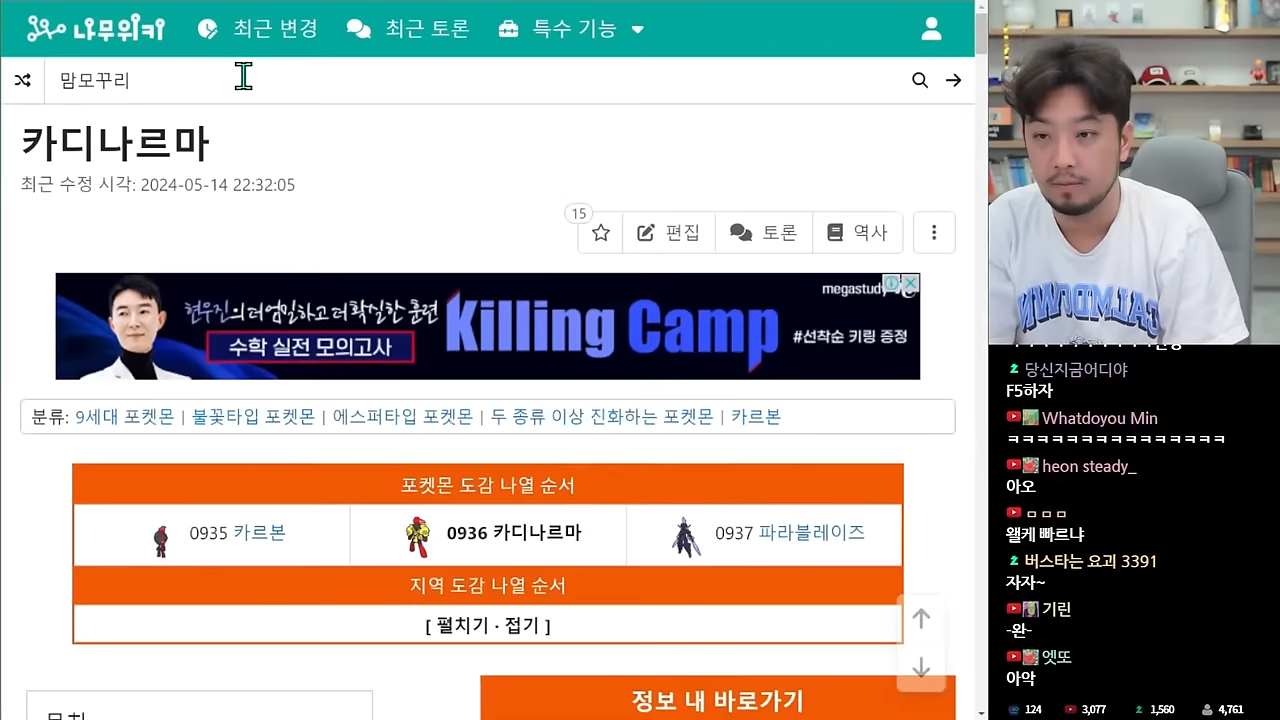 나무위키 최근 변경 최근 토론 특수 기능
맘모꾸리
카디나르마
최근 수정 시각: 2024-05-14 22:32:05
15
편집 토론 역사
현우진의 더 엄밀하고 더 확실한 훈련
수학 실전 모의고사
Killing Camp
megastudy
#선착순 키링 증정
분류: 9세대 포켓몬 | 불꽃타입 포켓몬 | 에스퍼타입 포켓몬 | 두 종류 이상 진화하는 포켓몬 | 카르본
포켓몬 도감 나열 순서
0935 카르본 0936 카디나르마 0937 파라블레이즈
지역 도감 나열 순서
[ 펼치기 · 접기 ]
정보 내 바로가기
CALMDOWN
당신지금어디야
F5하자
Whatdoyou Min
ㅋㅋㅋㅋㅋㅋㅋㅋㅋㅋㅋㅋㅋㅋㅋ
heon steady_
아오
ㅁㅁㅁ
왤케 빠르냐
버스타는 요괴 3391
자자~
기린
-완-
엣또
아악
124 3,077 1,560 4,761